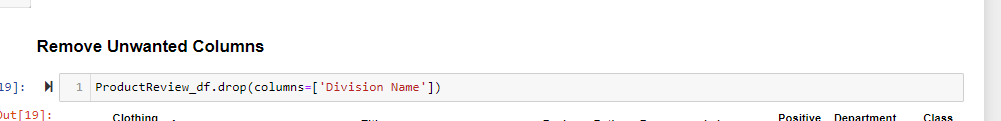 Remove Unwanted Columns
19]:
1 ProductReview_df.drop(columns=['Division Name'])
Out[19]:
Clothing Positive Department Class